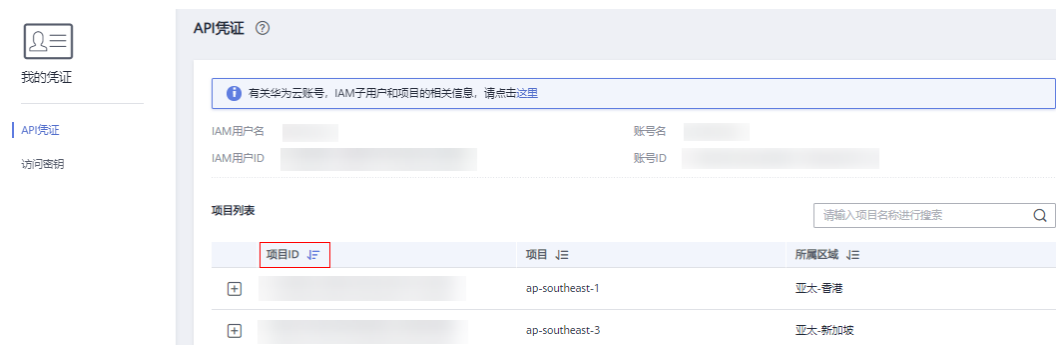 API凭证
我的凭证
有关华为云账号，IAM子用户和项目的相关信息，请点击这里
API凭证
访问密钥
IAM用户名
账号名
IAM用户ID
账号ID
项目列表
请输入项目名称进行搜索
项目ID 项目 所属区域
ap-southeast-1 亚太-香港
ap-southeast-3 亚太-新加坡